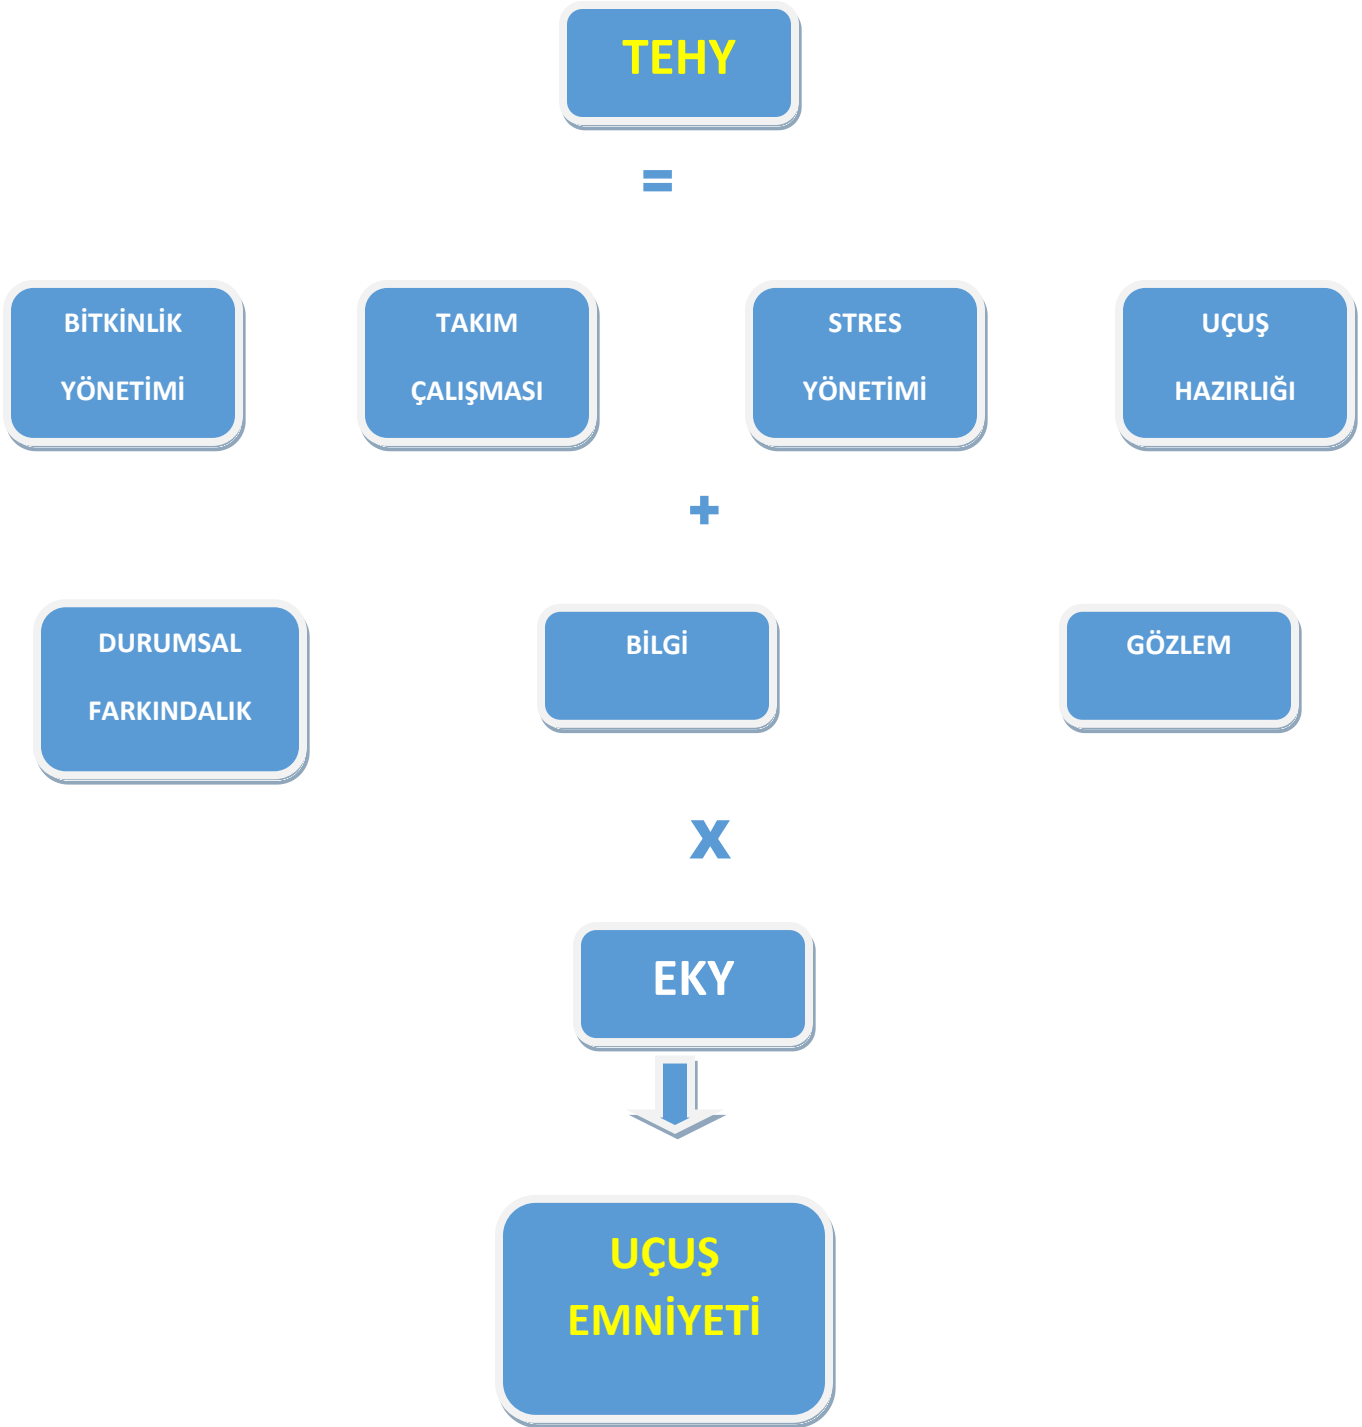 TEHY
=
BİTKİNLİK
YÖNETİMİ
TAKIM
ÇALIŞMASI
STRES
YÖNETİMİ
UÇUŞ
HAZIRLIĞI
+
DURUMSAL
FARKINDALIK
BİLGİ
GÖZLEM
x
EKY
UÇUŞ
EMNİYETİ